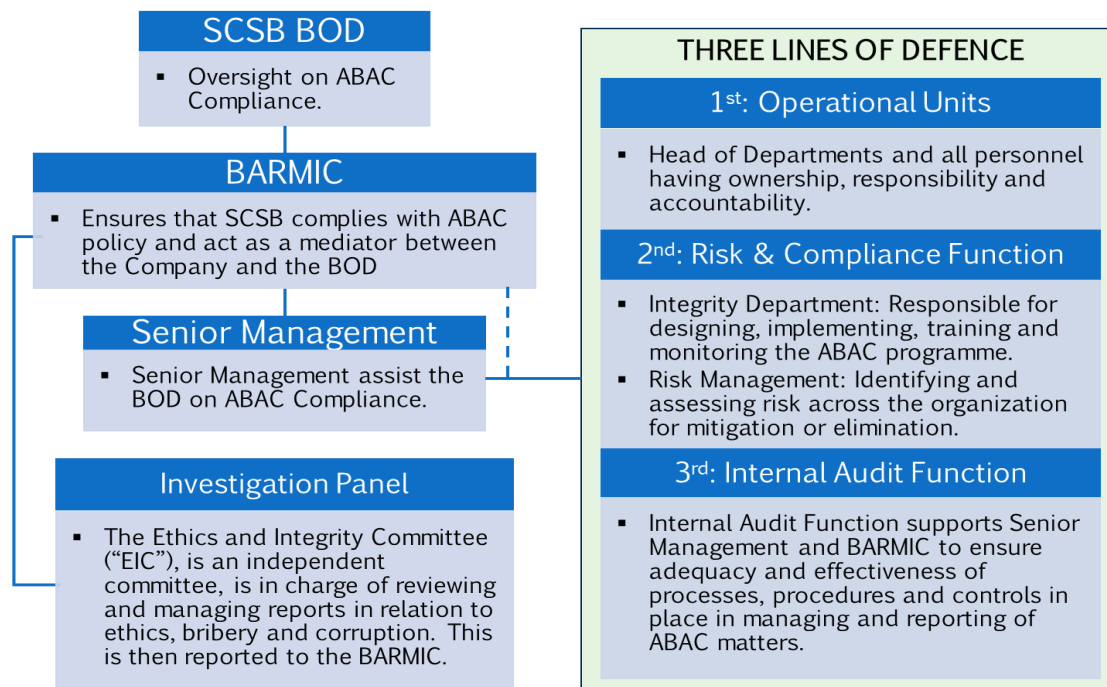 SCSB BOD
▪ Oversight on ABAC
Compliance.
BARMIC
▪ Ensures that SCSB complies with ABAC
policy and act as a mediator between
the Company and the BOD
Senior Management
▪ Senior Management assist the
BOD on ABAC Compliance.
Investigation Panel
▪ The Ethics and Integrity Committee
(“EIC”), is an independent
committee, is in charge of reviewing
and managing reports in relation to
ethics, bribery and corruption. This
is then reported to the BARMIC.
THREE LINES OF DEFENCE
1st: Operational Units
▪ Head of Departments and all personnel
having ownership, responsibility and
accountability.
2nd: Risk & Compliance Function
▪ Integrity Department: Responsible for
designing, implementing, training and
monitoring the ABAC programme.
▪ Risk Management: Identifying and
assessing risk across the organization
for mitigation or elimination.
3rd: Internal Audit Function
▪ Internal Audit Function supports Senior
Management and BARMIC to ensure
adequacy and effectiveness of
processes, procedures and controls in
place in managing and reporting of
ABAC matters.